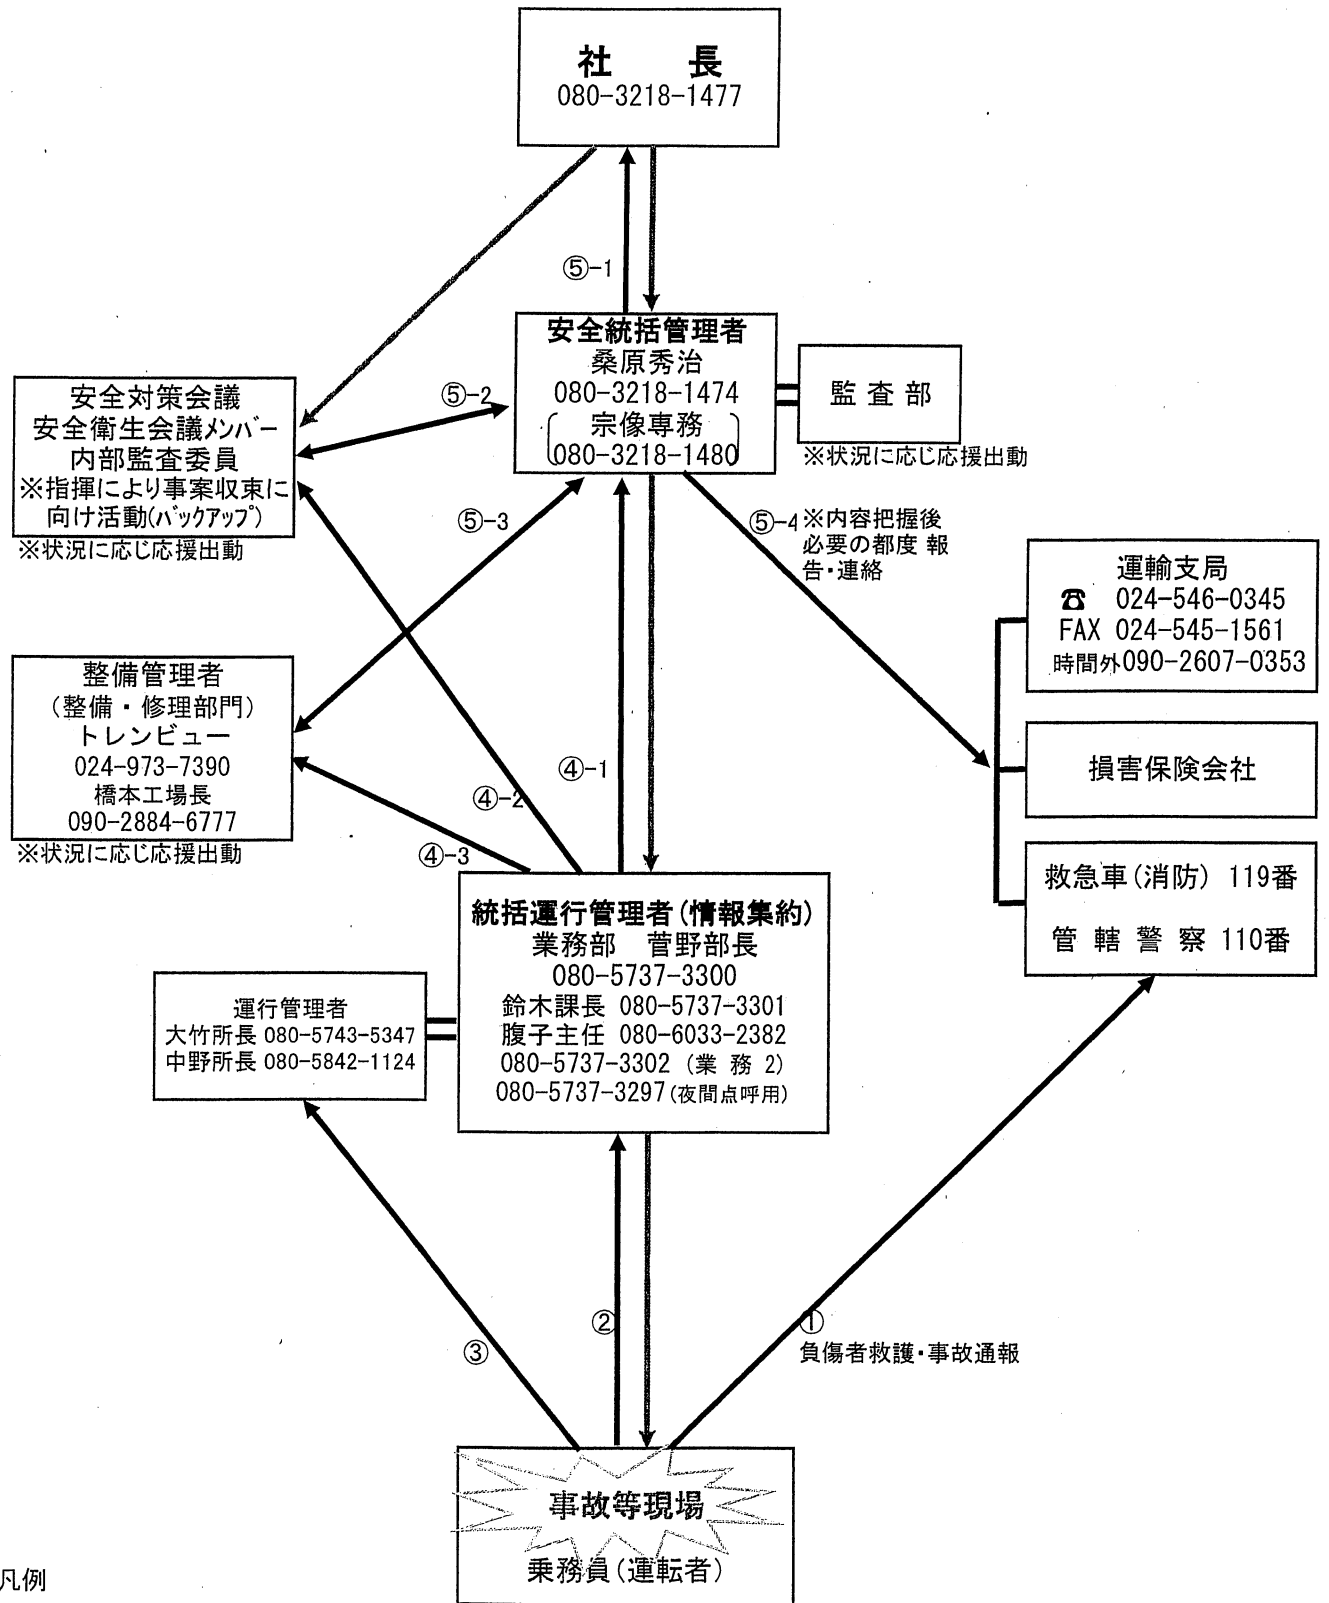 社　長
080-3218-1477
⑤-1
安全統括管理者
桑原秀治
080-3218-1474
宗像専務
080-3218-1480
監査部
※状況に応じ応援出動
⑤-2
安全対策会議
安全衛生会議ﾒﾝﾊﾞｰ
内部監査委員
※指揮により事案収束に
向け活動(ﾊﾞｯｸｱｯﾌﾟ)
※状況に応じ応援出動
⑤-3
⑤-4
※内容把握後
必要の都度 報
告・連絡
運輸支局
☎ 024-546-0345
FAX 024-545-1561
時間外090-2607-0353
損害保険会社
救急車(消防) 119番
管轄警察 110番
整備管理者
(整備・修理部門)
トレンビュー
024-973-7390
橋本工場長
090-2884-6777
※状況に応じ応援出動
④-1
④-2
④-3
統括運行管理者(情報集約)
業務部　菅野部長
080-5737-3300
鈴木課長 080-5737-3301
腹子主任 080-6033-2382
080-5737-3302 (業務2)
080-5737-3297(夜間点呼用)
運行管理者
大竹所長 080-5743-5347
中野所長 080-5842-1124
③
②
①
負傷者救護・事故通報
事故等現場
乗務員(運転者)
凡例